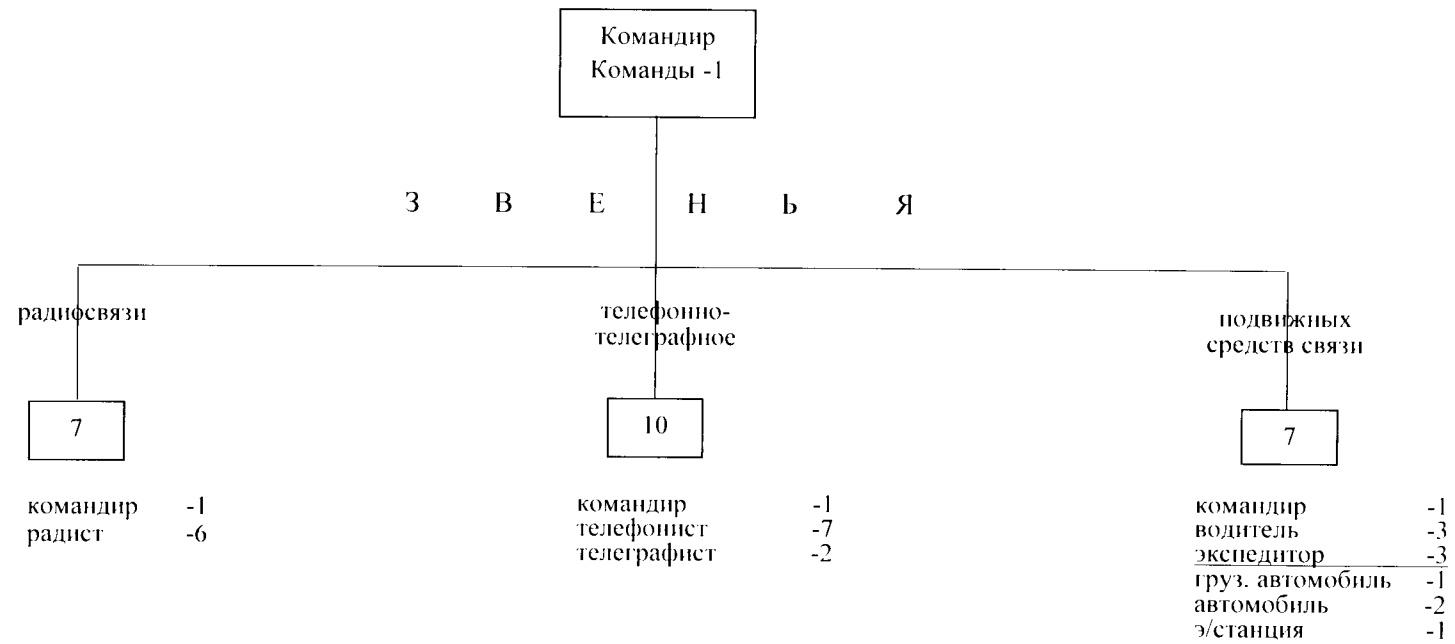 Командир
Команды -1
З В Е Н Ь Я
радиосвязи
телефонно-
телеграфное
подвижных
средств связи
7
10
7
командир -1
радист -6
командир -1
телефонист -7
телеграфист -2
командир -1
водитель -3
экспедитор -3
груз. автомобиль -1
автомобиль -2
э/станция -1